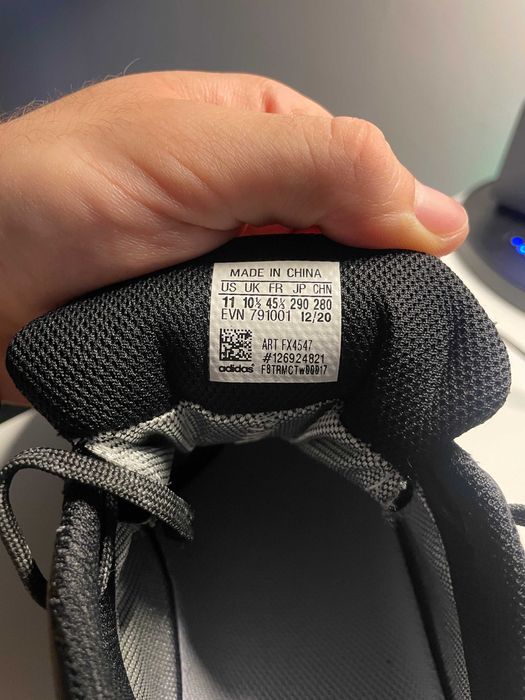 MADE IN CHINA
US UK FR JP CHN
11 10½ 45⅓ 290 280
EVN 791001 12/20
ART FX4547
#126924821
adidas F8TRMCTw00017